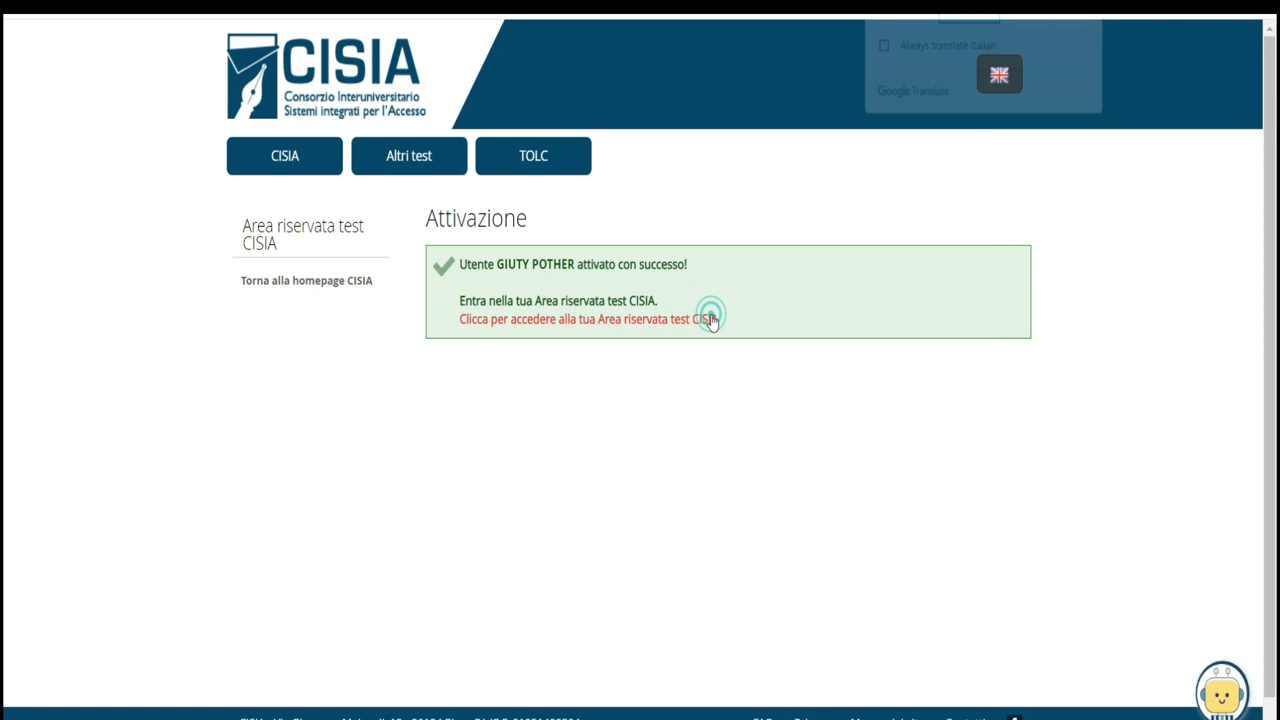 CISIA
Consorzio Interuniversitario
Sistemi integrati per l'Accesso
Always translate Italian
Google Translate
CISIA
Altri test
TOLC
Area riservata test
CISIA
Torna alla homepage CISIA
Attivazione
Utente GIUTY POTHER attivato con successo!
Entra nella tua Area riservata test CISIA.
Clicca per accedere alla tua Area riservata test CISIA